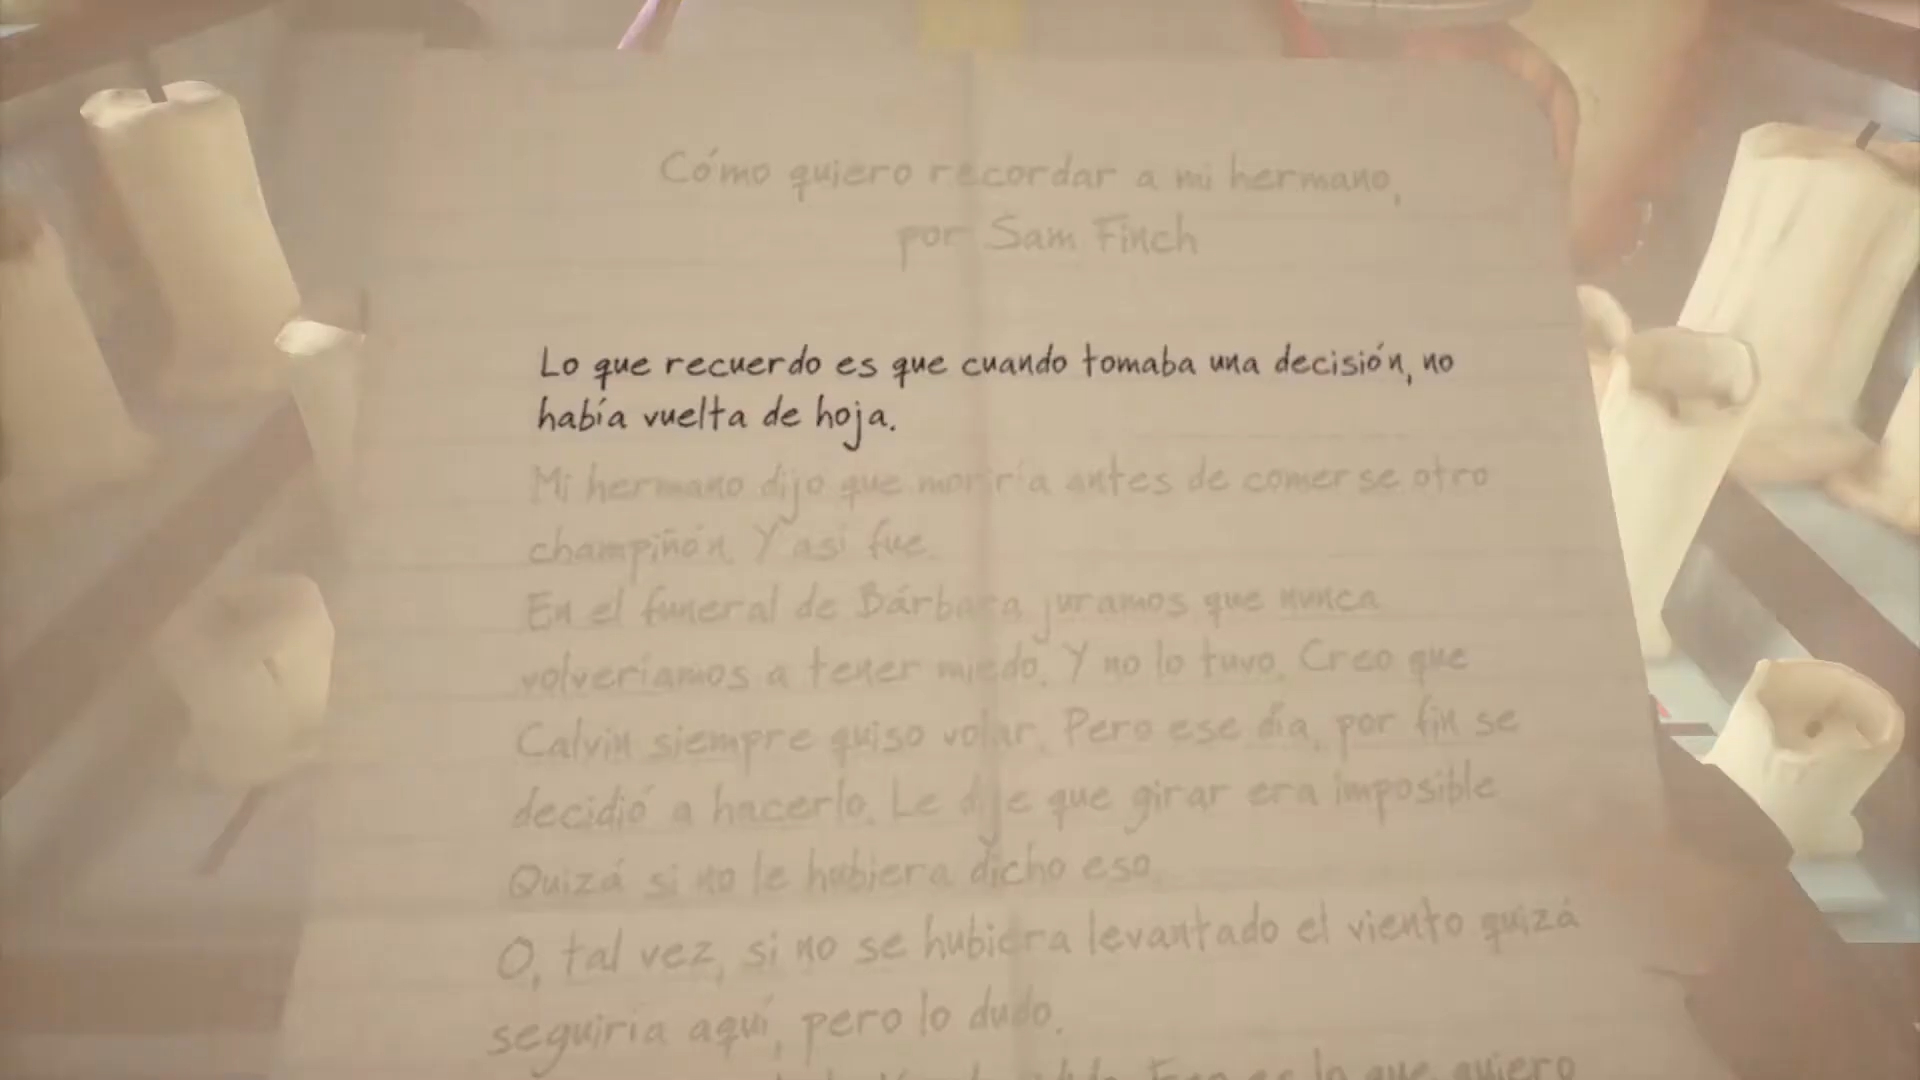 Cómo quiero recordar a mi hermano,
por Sam Finch
Lo que recuerdo es que cuando tomaba una decisión, no
había vuelta de hoja.
Mi hermano dijo que moriría antes de comerse otro
champiñón. Y así fue.
En el funeral de Bárbara juramos que nunca
volveríamos a tener miedo. Y no lo tuvo. Creo que
Calvin siempre quiso volar. Pero ese día, por fin se
decidió a hacerlo. Le dije que girar era imposible
Quizá si no le hubiera dicho eso.
O, tal vez, si no se hubiera levantado el viento quizá
seguiría aquí, pero lo dudo.
es lo que quiero